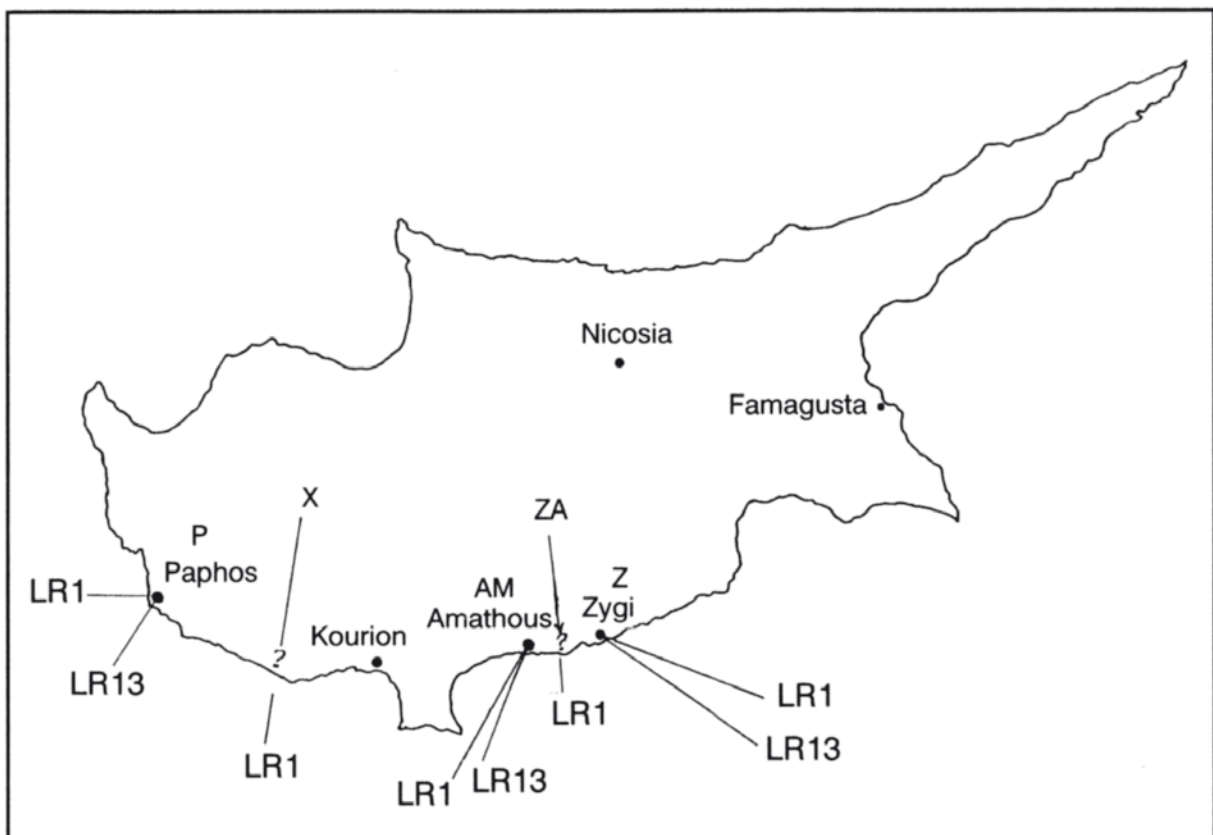 Nicosia
Famagusta
X
ZA
P
Paphos
LR1
Z
Zygi
AM
Amathous
?
Kourion
?
LR13
LR1
LR1
LR1
LR13
LR1
LR13